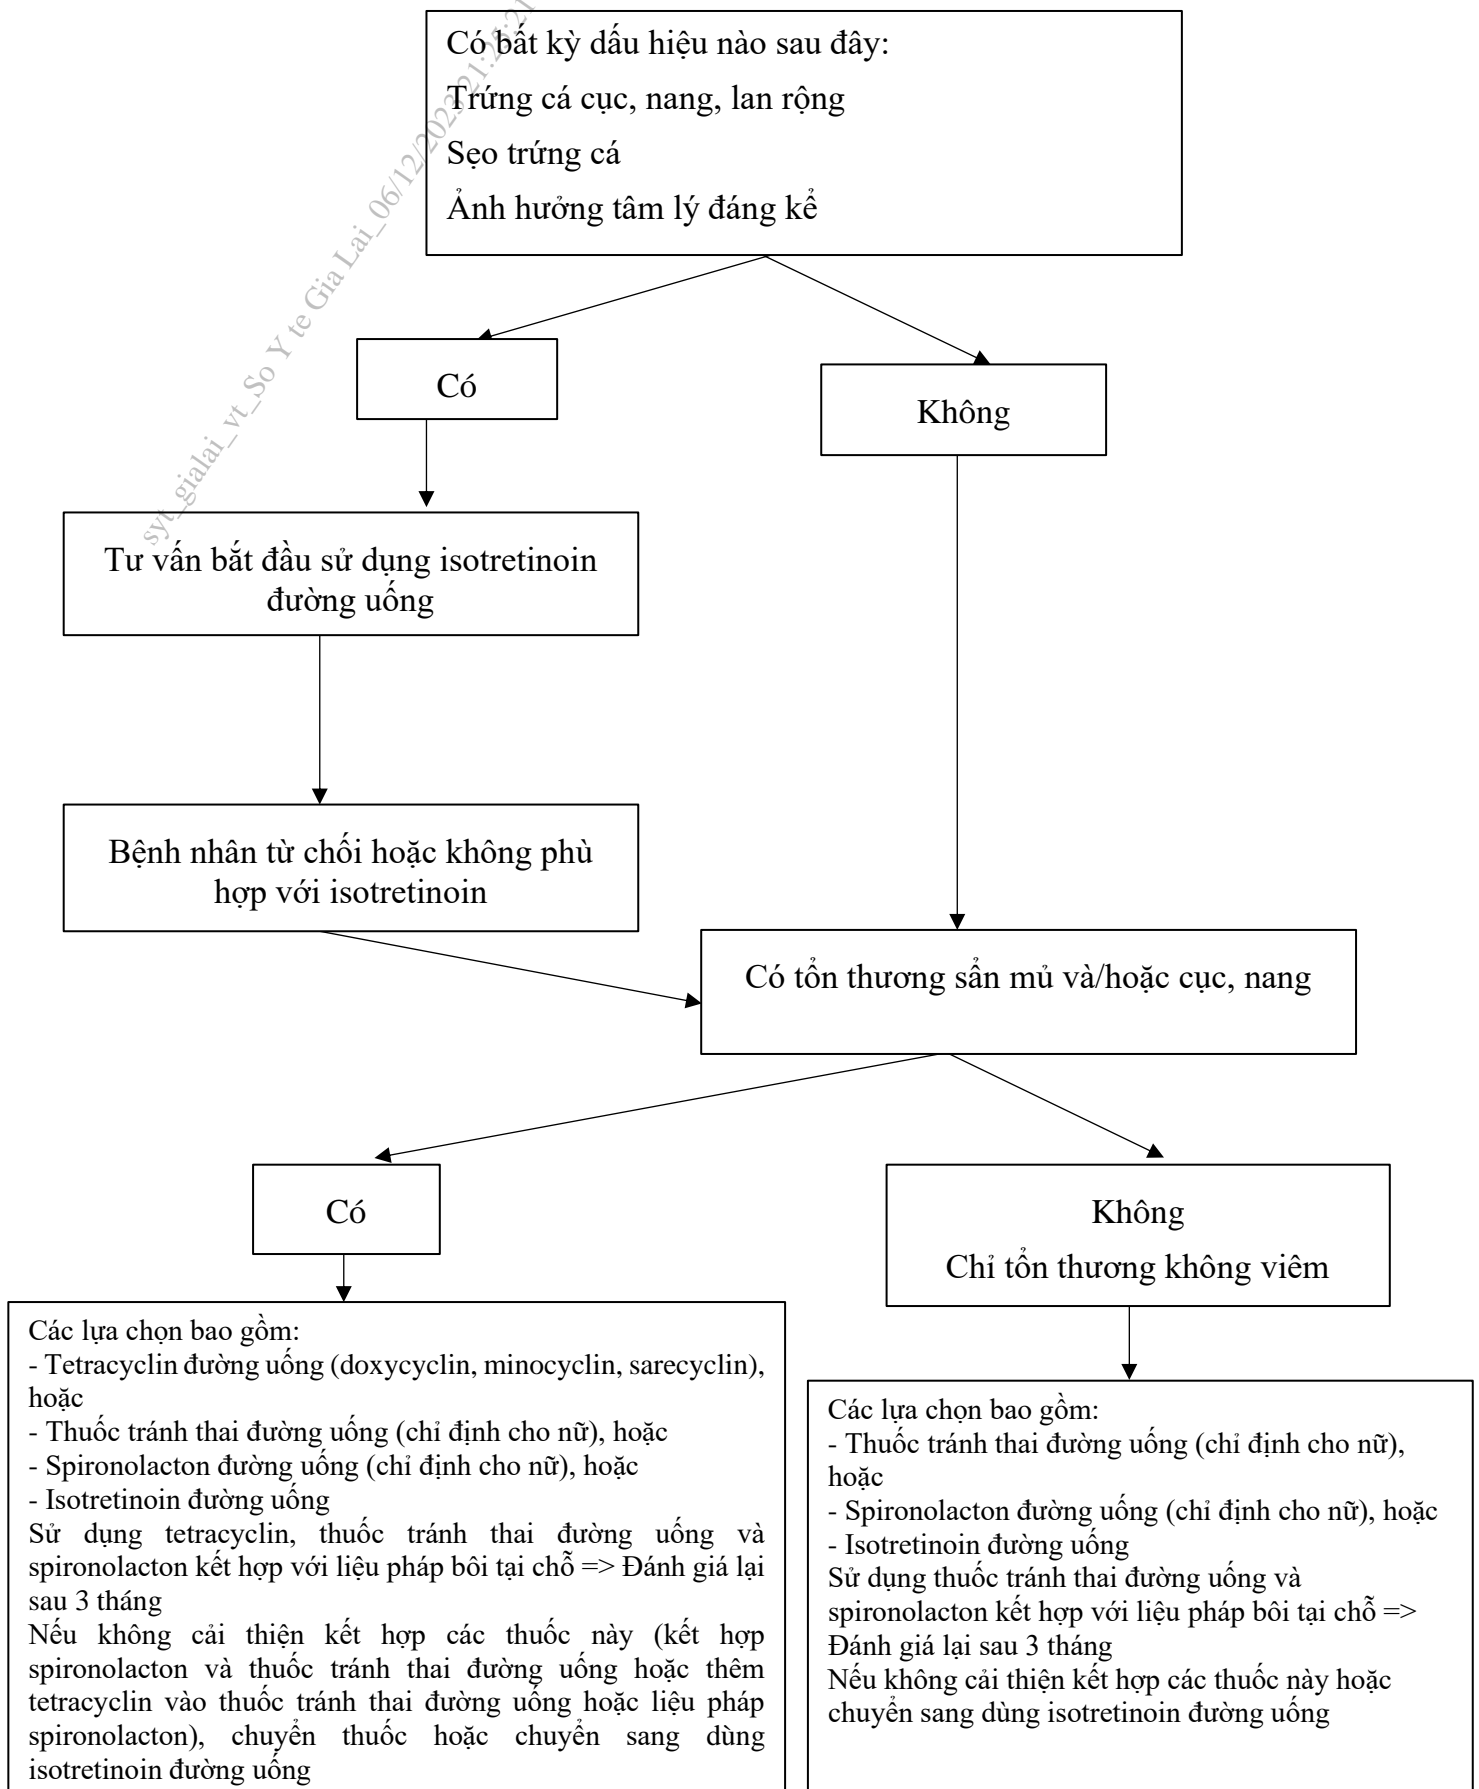 Có bất kỳ dấu hiệu nào sau đây:
Trứng cá cục, nang, lan rộng
Sẹo trứng cá
Ảnh hưởng tâm lý đáng kể
syt_gialai_vt_So Y te Gia Lai_06/12/2023 21:28:21
Có
Không
Tư vấn bắt đầu sử dụng isotretinoin
đường uống
Bệnh nhân từ chối hoặc không phù
hợp với isotretinoin
Có tổn thương sẩn mủ và/hoặc cục, nang
Có
Không
Chỉ tổn thương không viêm
Các lựa chọn bao gồm:
- Tetracyclin đường uống (doxycyclin, minocyclin, sarecyclin),
hoặc
- Thuốc tránh thai đường uống (chỉ định cho nữ), hoặc
- Spironolacton đường uống (chỉ định cho nữ), hoặc
- Isotretinoin đường uống
Sử dụng tetracyclin, thuốc tránh thai đường uống và
spironolacton kết hợp với liệu pháp bôi tại chỗ => Đánh giá lại
sau 3 tháng
Nếu không cải thiện kết hợp các thuốc này (kết hợp
spironolacton và thuốc tránh thai đường uống hoặc thêm
tetracyclin vào thuốc tránh thai đường uống hoặc liệu pháp
spironolacton), chuyển thuốc hoặc chuyển sang dùng
isotretinoin đường uống
Các lựa chọn bao gồm:
- Thuốc tránh thai đường uống (chỉ định cho nữ),
hoặc
- Spironolacton đường uống (chỉ định cho nữ), hoặc
- Isotretinoin đường uống
Sử dụng thuốc tránh thai đường uống và
spironolacton kết hợp với liệu pháp bôi tại chỗ =>
Đánh giá lại sau 3 tháng
Nếu không cải thiện kết hợp các thuốc này hoặc
chuyển sang dùng isotretinoin đường uống